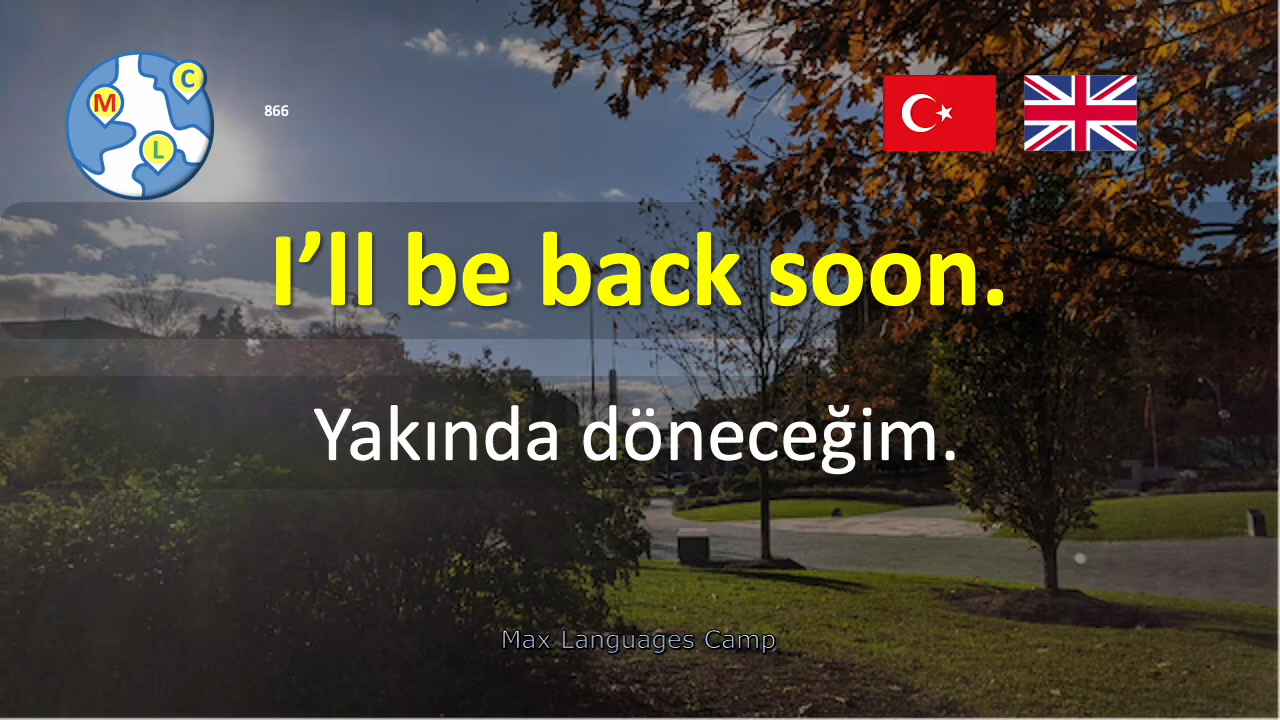 C
M
L
866
I’ll be back soon.
Yakında döneceğim.
Max Languages Camp